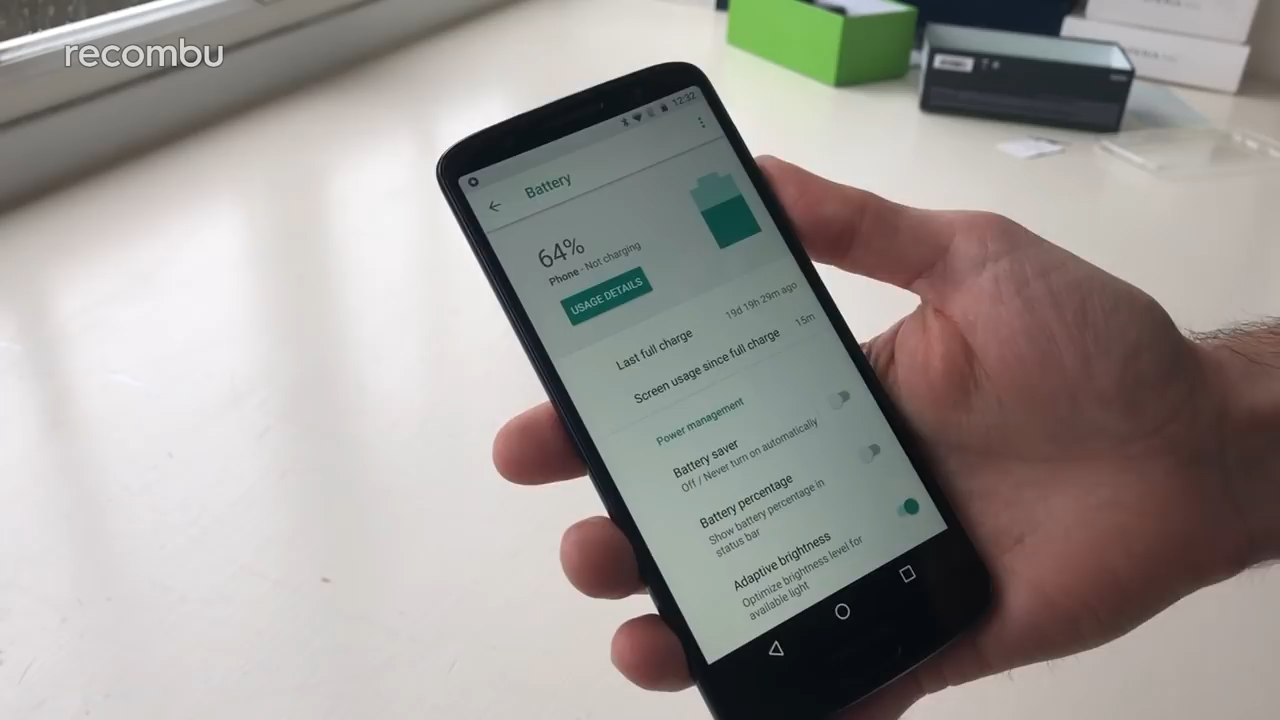 recombu
12:32
Battery
64%
Phone - Not charging
USAGE DETAILS
Last full charge
19d 19h 29m ago
Screen usage since full charge
15m
Power management
Battery saver
Off / Never turn on automatically
Battery percentage
Show battery percentage in
status bar
Adaptive brightness
Optimize brightness level for
available light